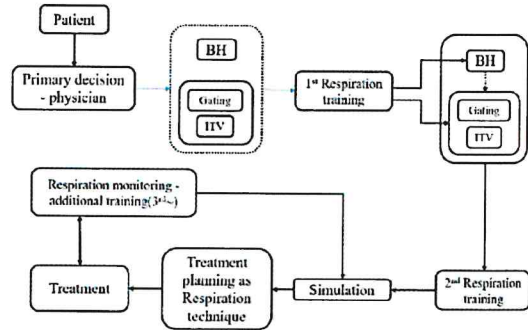 Patient
Primary decision
- physician
BH
Gating
ITV
1st Respiration
training
BH
Gating
ITV
Respiration monitoring -
additional training(3rd~)
Treatment
Treatment
planning as
Respiration
technique
Simulation
2nd Respiration
training